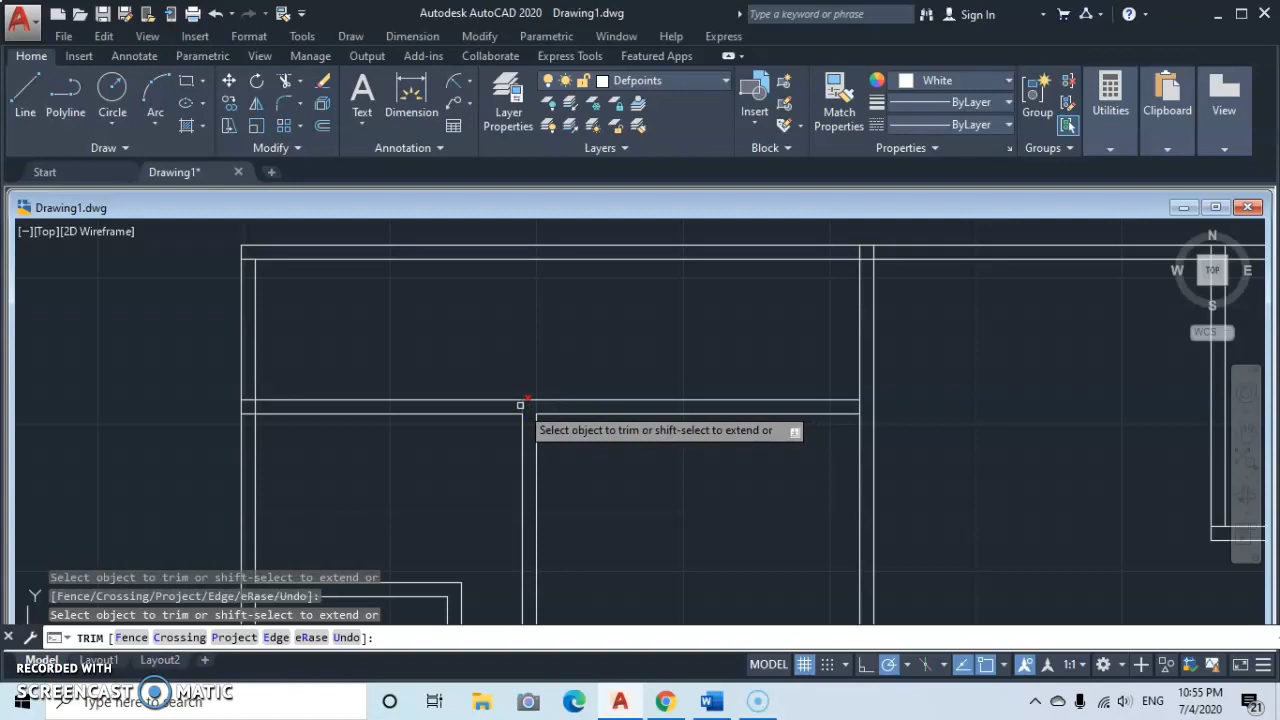 Autodesk AutoCAD 2020 Drawing1.dwg
Type a keyword or phrase
Sign In
File Edit View Insert Format Tools Draw Dimension Modify Parametric Window Help Express
Home Insert Annotate Parametric View Manage Output Add-ins Collaborate Express Tools Featured Apps
Defpoints
White
ByLayer
ByLayer
Line Polyline Circle Arc
Text Dimension
Layer
Properties
Insert
Match
Properties
Group
Utilities
Clipboard
View
Draw Modify Annotation Layers Block Properties Groups
Start Drawing1*
Drawing1.dwg
[−][Top][2D Wireframe]
N
W TOP E
S
WCS
Select object to trim or shift-select to extend or
Select object to trim or shift-select to extend or
Y [Fence/Crossing/Project/Edge/eRase/Undo]:
Select object to trim or shift-select to extend or
TRIM [Fence Crossing Project Edge eRase Undo]:
Model Layout1 Layout2 +
MODEL 1:1
RECORDED WITH
SCREENCAST MATIC
Type here to search
ENG
10:55 PM
7/4/2020
21